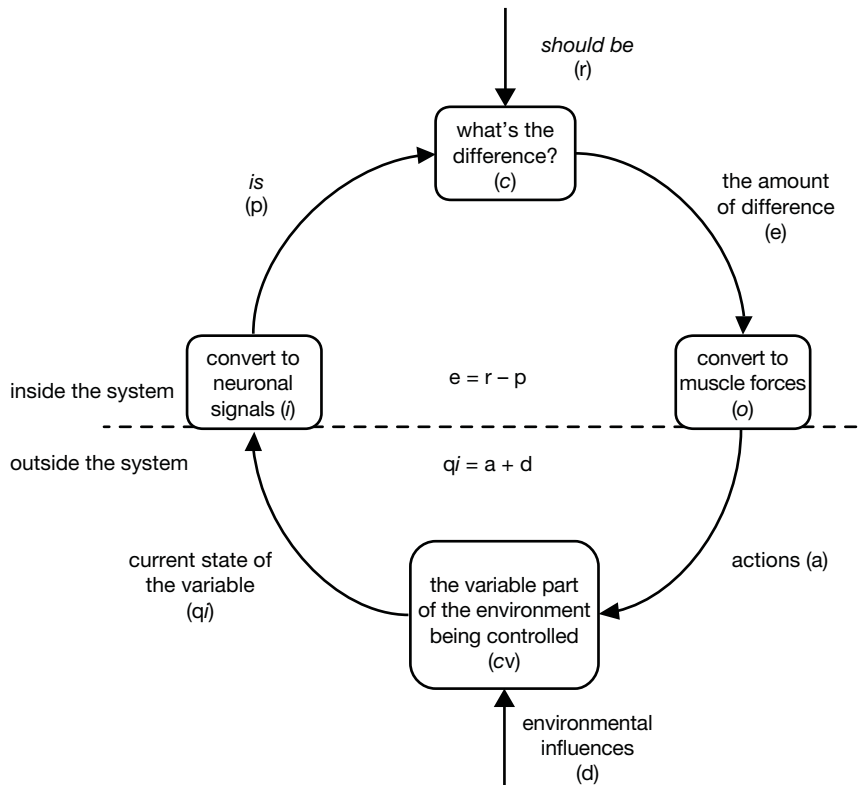 should be
(r)
what's the
difference?
(c)
is
(p)
the amount
of difference
(e)
convert to
neuronal
signals (i)
e = r – p
convert to
muscle forces
(o)
inside the system
outside the system
qi = a + d
current state of
the variable
(qi)
the variable part
of the environment
being controlled
(cv)
actions (a)
environmental
influences
(d)